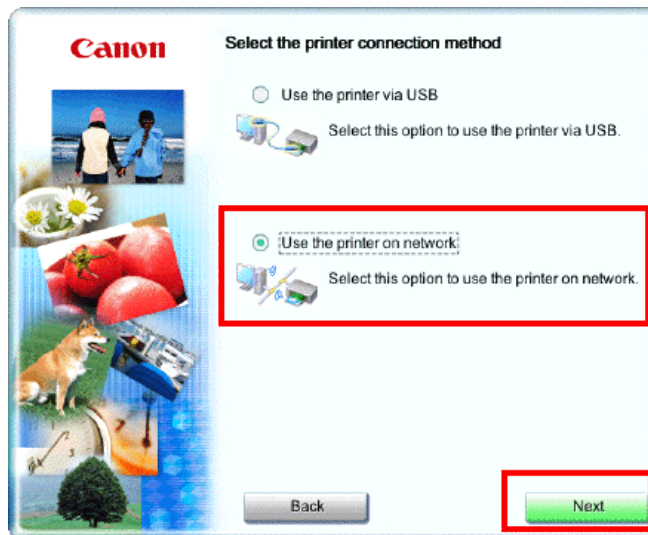 Canon
Select the printer connection method
Use the printer via USB
Select this option to use the printer via USB.
Use the printer on network
Select this option to use the printer on network.
Back
Next